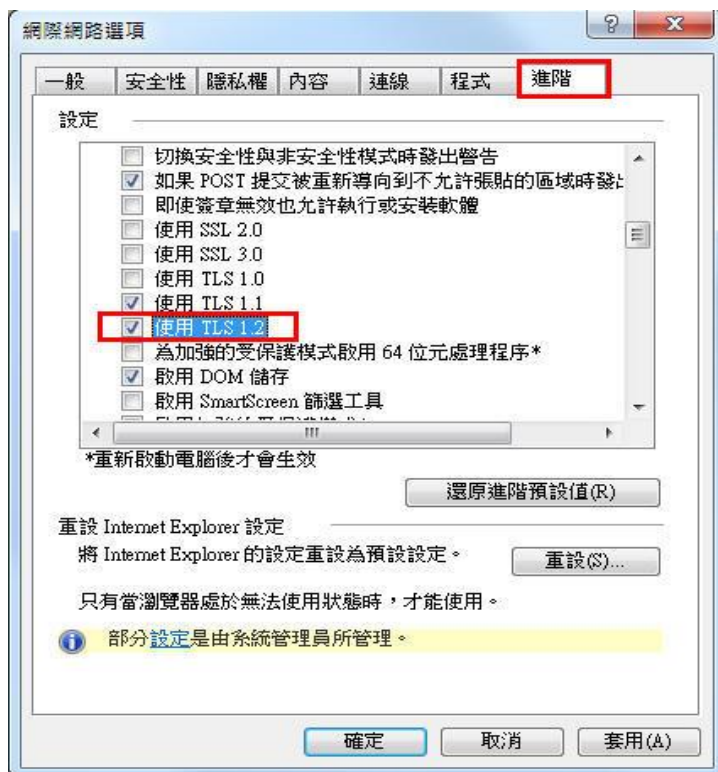 網際網路選項
一般 安全性 隱私權 內容 連線 程式 進階
設定
切換安全性與非安全性模式時發出警告
如果 POST 提交被重新導向到不允許張貼的區域時發出
即使簽章無效也允許執行或安裝軟體
使用 SSL 2.0
使用 SSL 3.0
使用 TLS 1.0
使用 TLS 1.1
使用 TLS 1.2
為加強的受保護模式啟用 64 位元處理程序*
啟用 DOM 儲存
啟用 SmartScreen 篩選工具
*重新啟動電腦後才會生效
還原進階預設值(R)
重設 Internet Explorer 設定
將 Internet Explorer 的設定重設為預設設定。
重設(S)...
只有當瀏覽器處於無法使用狀態時，才能使用。
部分設定是由系統管理員所管理。
確定 取消 套用(A)